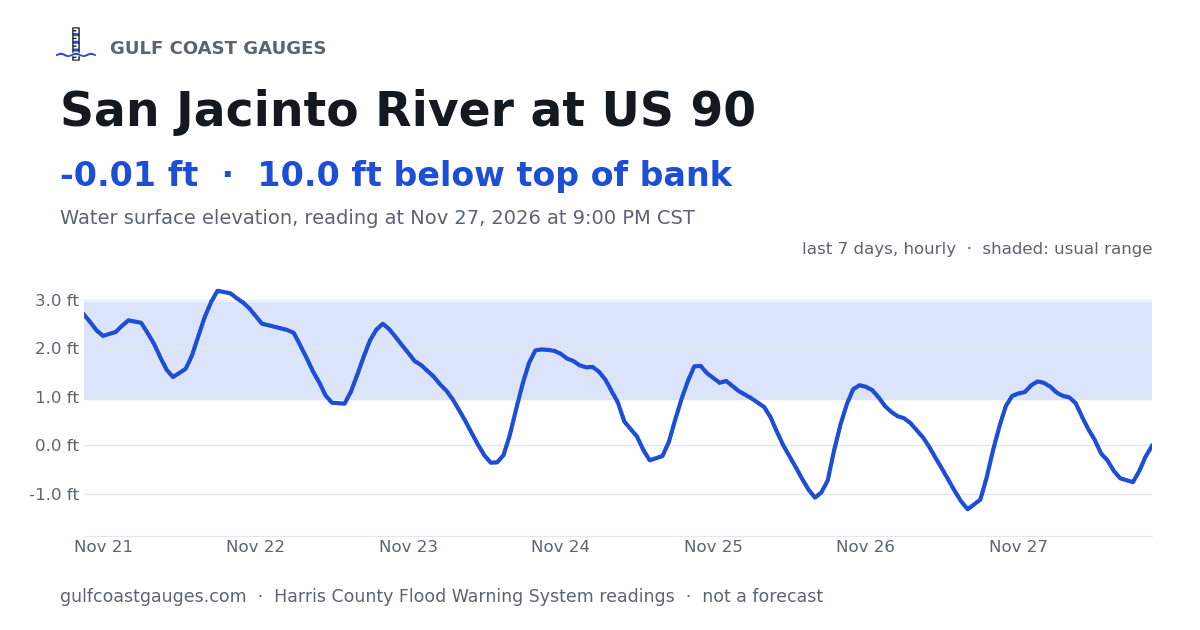 GULF COAST GAUGES
San Jacinto River at US 90
-0.01 ft · 10.0 ft below top of bank
Water surface elevation, reading at Nov 27, 2026 at 9:00 PM CST
last 7 days, hourly · shaded: usual range
3.0 ft
2.0 ft
1.0 ft
0.0 ft
-1.0 ft
Nov 21 Nov 22 Nov 23 Nov 24 Nov 25 Nov 26 Nov 27
gulfcoastgauges.com · Harris County Flood Warning System readings · not a forecast